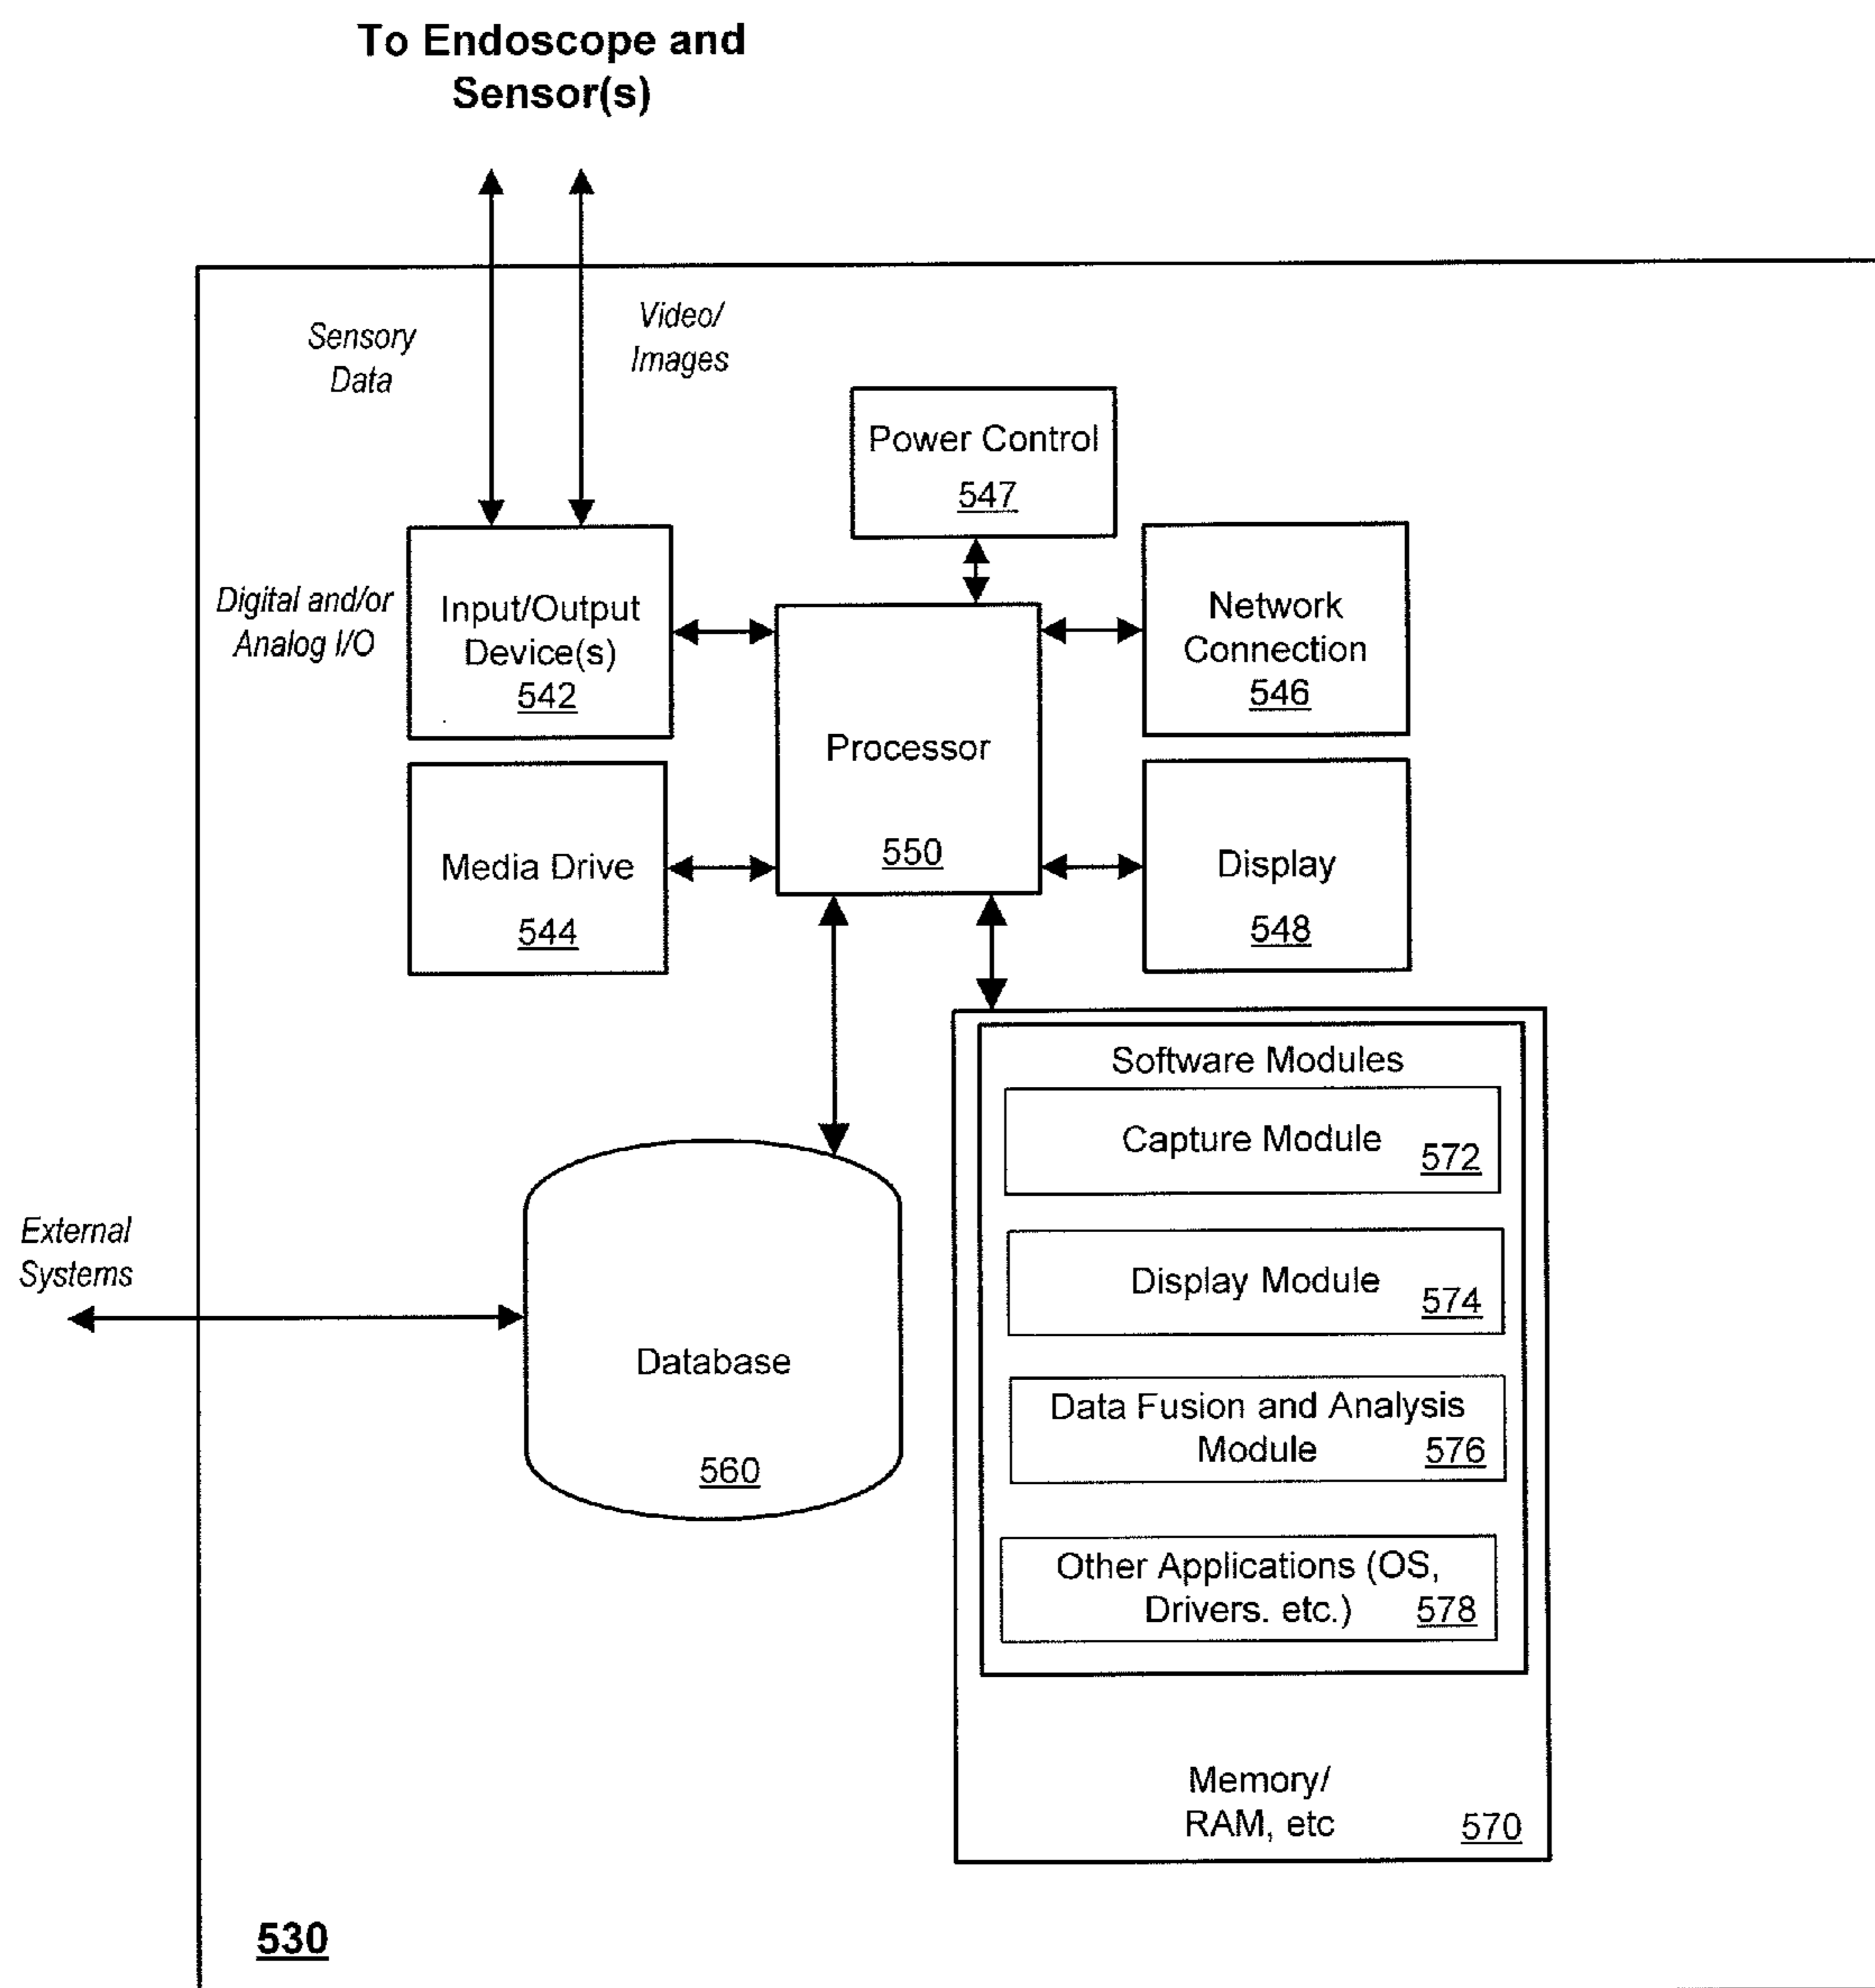 To Endoscope and
Sensor(s)
Sensory
Data
Video/
Images
Power Control
547
Digital and/or
Analog I/O
Input/Output
Device(s)
542
Network
Connection
546
Processor
550
Media Drive
544
Display
548
Software Modules
Capture Module
572
Display Module
574
Data Fusion and Analysis
Module 576
Other Applications (OS,
Drivers. etc.) 578
Memory/
RAM, etc
570
External
Systems
Database
560
530